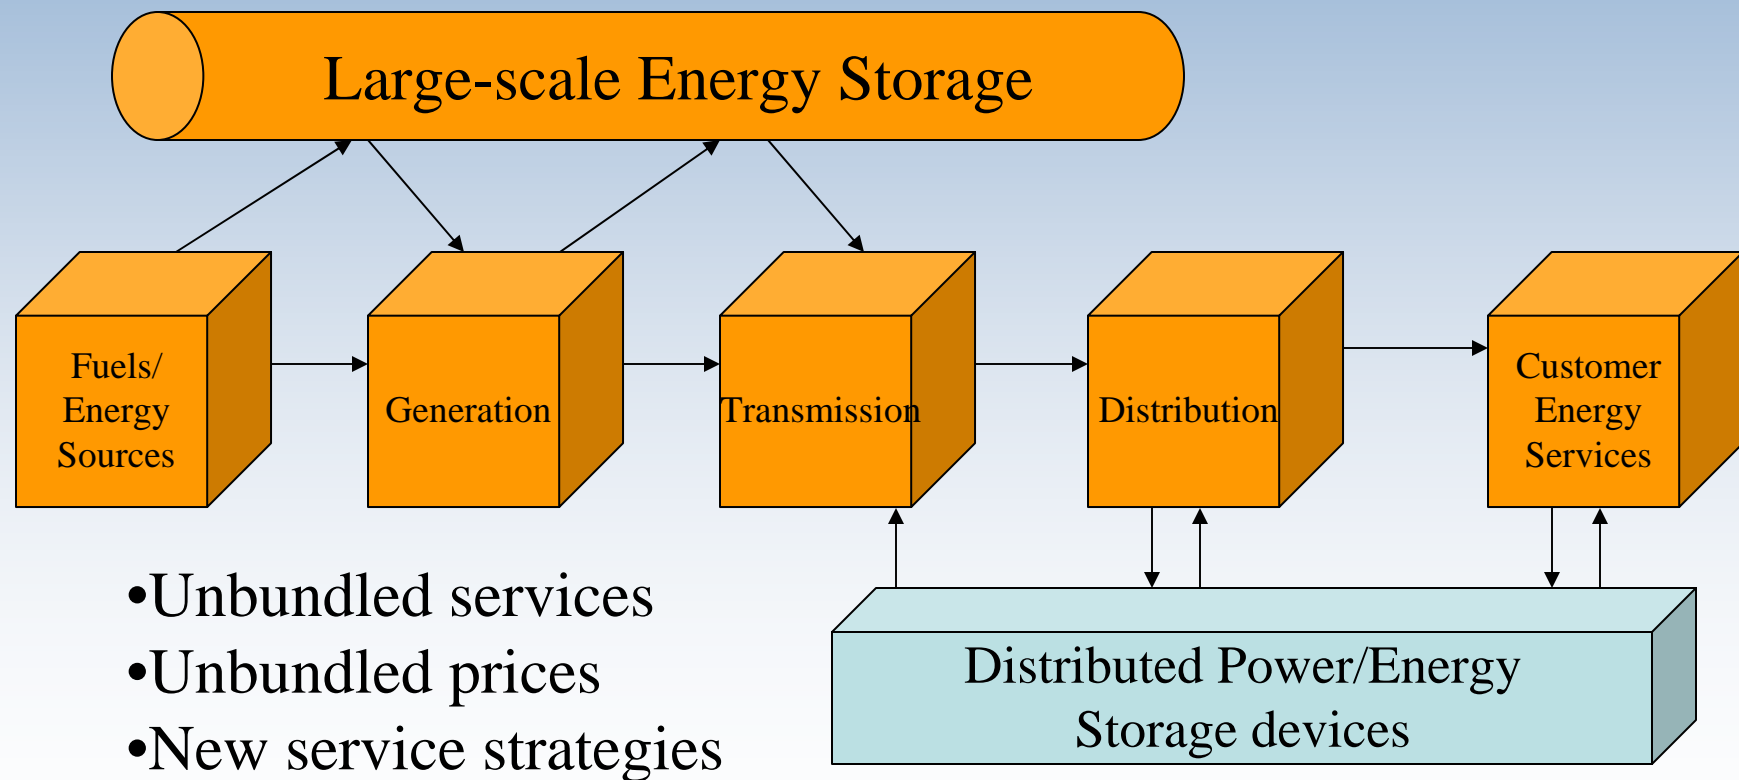 Large-scale Energy Storage
Fuels/
Energy
Sources
Generation
Transmission
Distribution
Customer
Energy
Services
•Unbundled services
•Unbundled prices
•New service strategies
Distributed Power/Energy
Storage devices